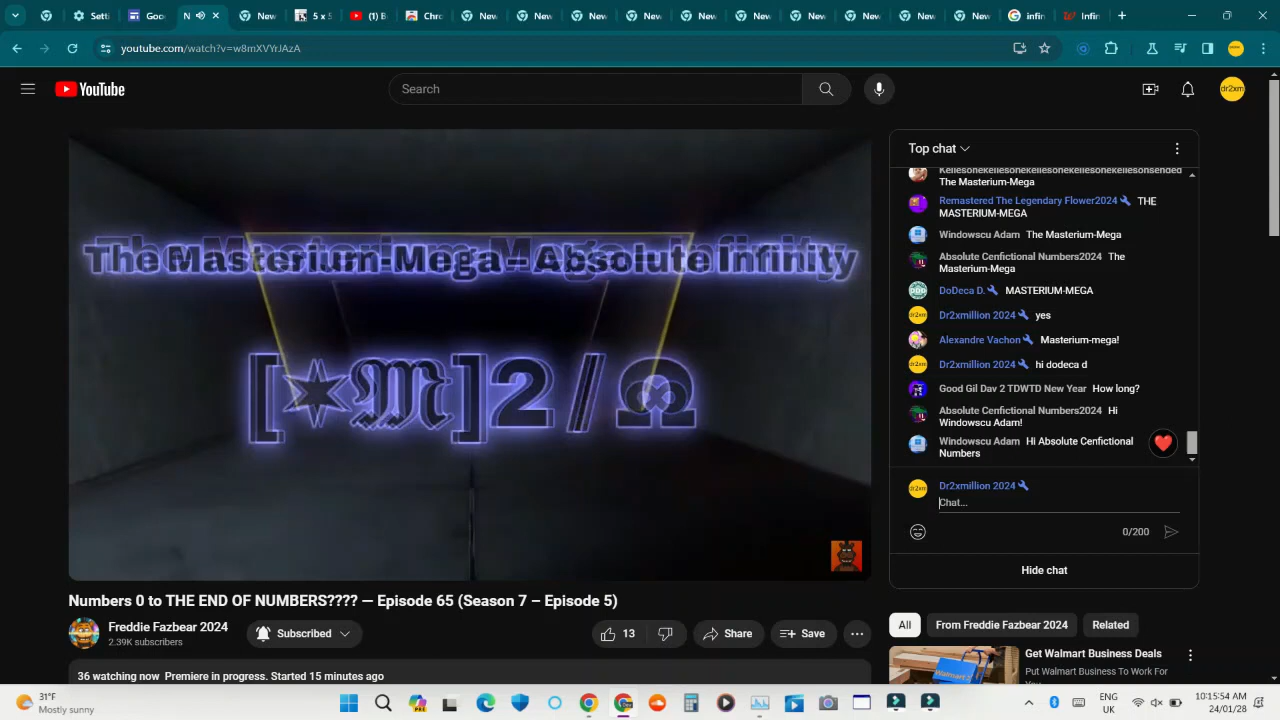 Setti
Goo
N
New
5 x 5
(1) B
Chro
New
New
New
New
New
New
New
New
New
New
infin
Infin
youtube.com/watch?v=w8mXVYrJAzA
YouTube
Search
dr2xm
The Masterium-Mega – Absolute Infinity
[✶𝕸]2/Ω
Top chat
Kellesonekellesonekellesonekellesonsended
The Masterium-Mega
Remastered The Legendary Flower2024 THE
MASTERIUM-MEGA
Windowscu Adam The Masterium-Mega
Absolute Cenfictional Numbers2024 The
Masterium-Mega
DoDeca D. MASTERIUM-MEGA
Dr2xmillion 2024 yes
Alexandre Vachon Masterium-mega!
Dr2xmillion 2024 hi dodeca d
Good Gil Dav 2 TDWTD New Year How long?
Absolute Cenfictional Numbers2024 Hi
Windowscu Adam!
Windowscu Adam Hi Absolute Cenfictional
Numbers
Dr2xmillion 2024
Chat...
0/200
Hide chat
Numbers 0 to THE END OF NUMBERS???? — Episode 65 (Season 7 – Episode 5)
Freddie Fazbear 2024
2.39K subscribers
Subscribed
13
Share
Save
36 watching now Premiere in progress. Started 15 minutes ago
All
From Freddie Fazbear 2024
Related
Get Walmart Business Deals
Put Walmart Business To Work For
31°F
Mostly sunny
ENG
UK
10:15:54 AM
24/01/28